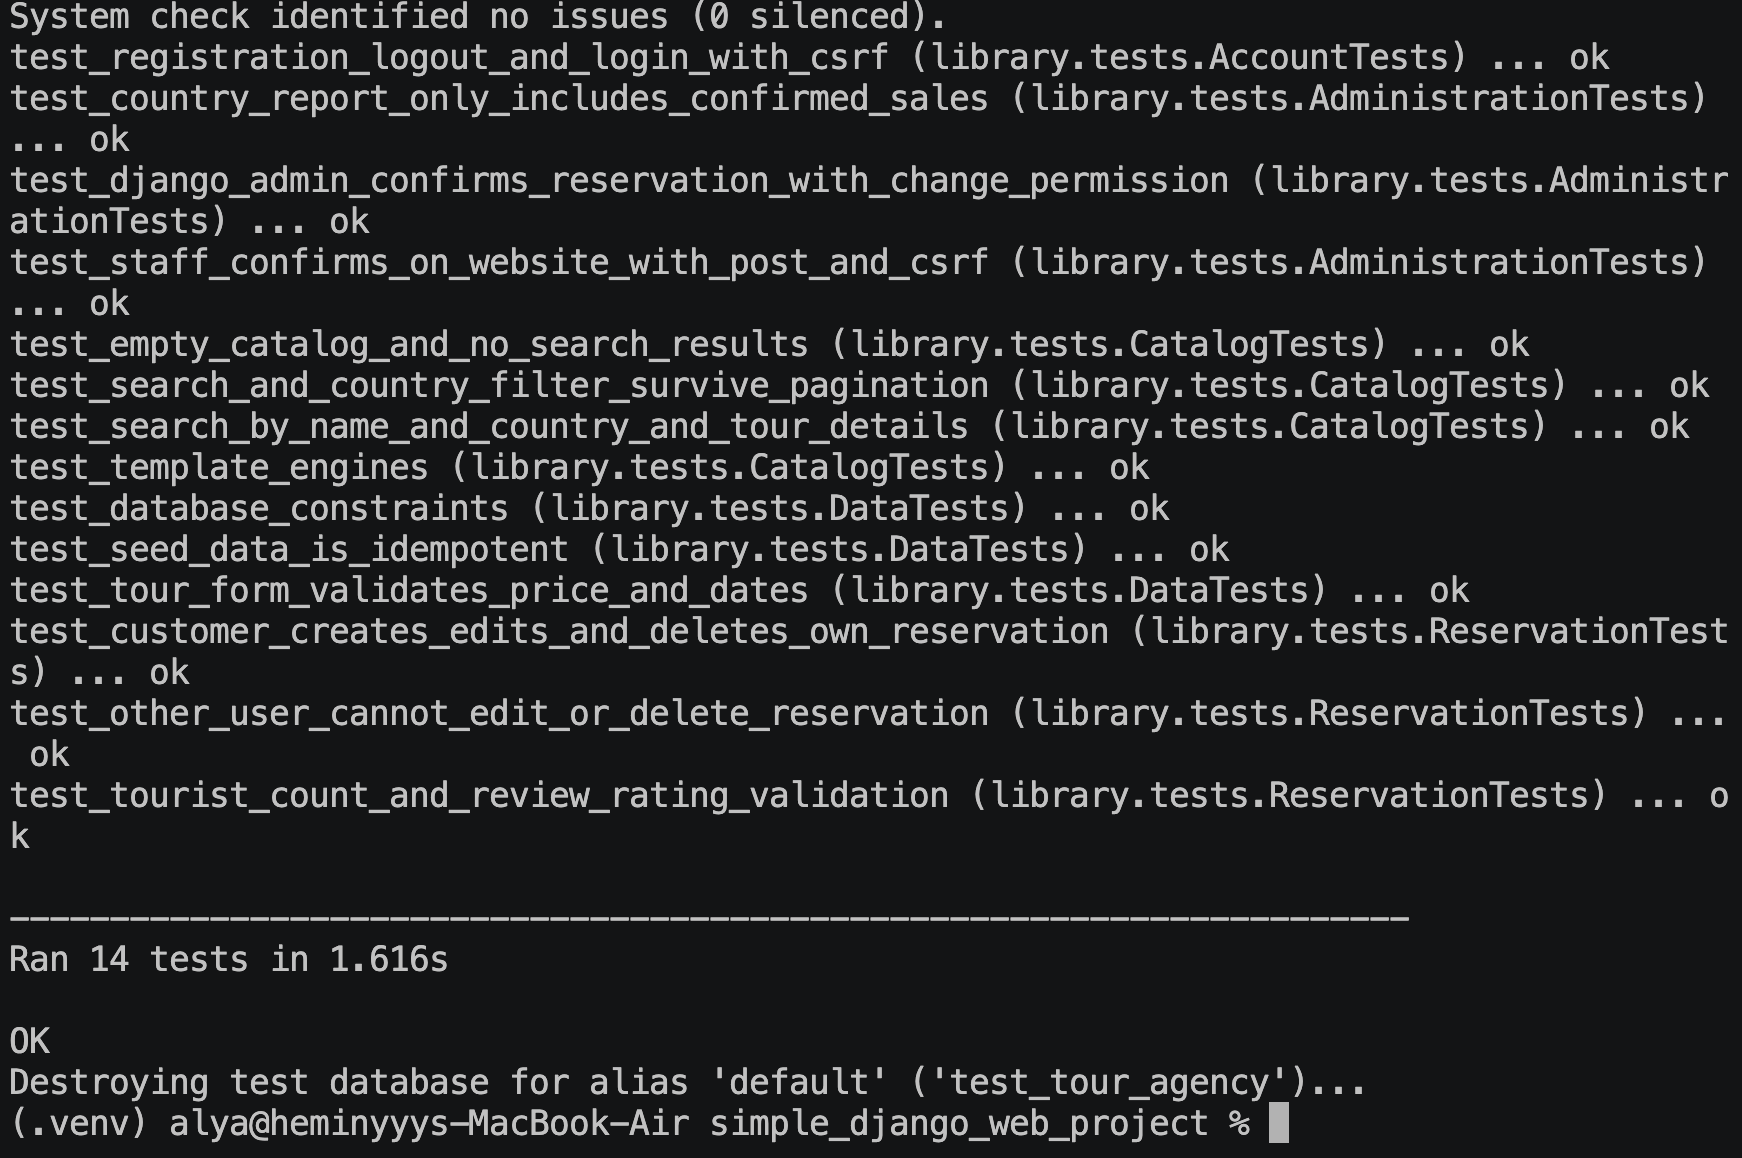 System check identified no issues (0 silenced).
test_registration_logout_and_login_with_csrf (library.tests.AccountTests) ... ok
test_country_report_only_includes_confirmed_sales (library.tests.AdministrationTests)
... ok
test_django_admin_confirms_reservation_with_change_permission (library.tests.Administr
ationTests) ... ok
test_staff_confirms_on_website_with_post_and_csrf (library.tests.AdministrationTests)
... ok
test_empty_catalog_and_no_search_results (library.tests.CatalogTests) ... ok
test_search_and_country_filter_survive_pagination (library.tests.CatalogTests) ... ok
test_search_by_name_and_country_and_tour_details (library.tests.CatalogTests) ... ok
test_template_engines (library.tests.CatalogTests) ... ok
test_database_constraints (library.tests.DataTests) ... ok
test_seed_data_is_idempotent (library.tests.DataTests) ... ok
test_tour_form_validates_price_and_dates (library.tests.DataTests) ... ok
test_customer_creates_edits_and_deletes_own_reservation (library.tests.ReservationTest
s) ... ok
test_other_user_cannot_edit_or_delete_reservation (library.tests.ReservationTests) ...
 ok
test_tourist_count_and_review_rating_validation (library.tests.ReservationTests) ... o
k
----------------------------------------------------------------------
Ran 14 tests in 1.616s
OK
Destroying test database for alias 'default' ('test_tour_agency')...
(.venv) alya@heminyyys-MacBook-Air simple_django_web_project %